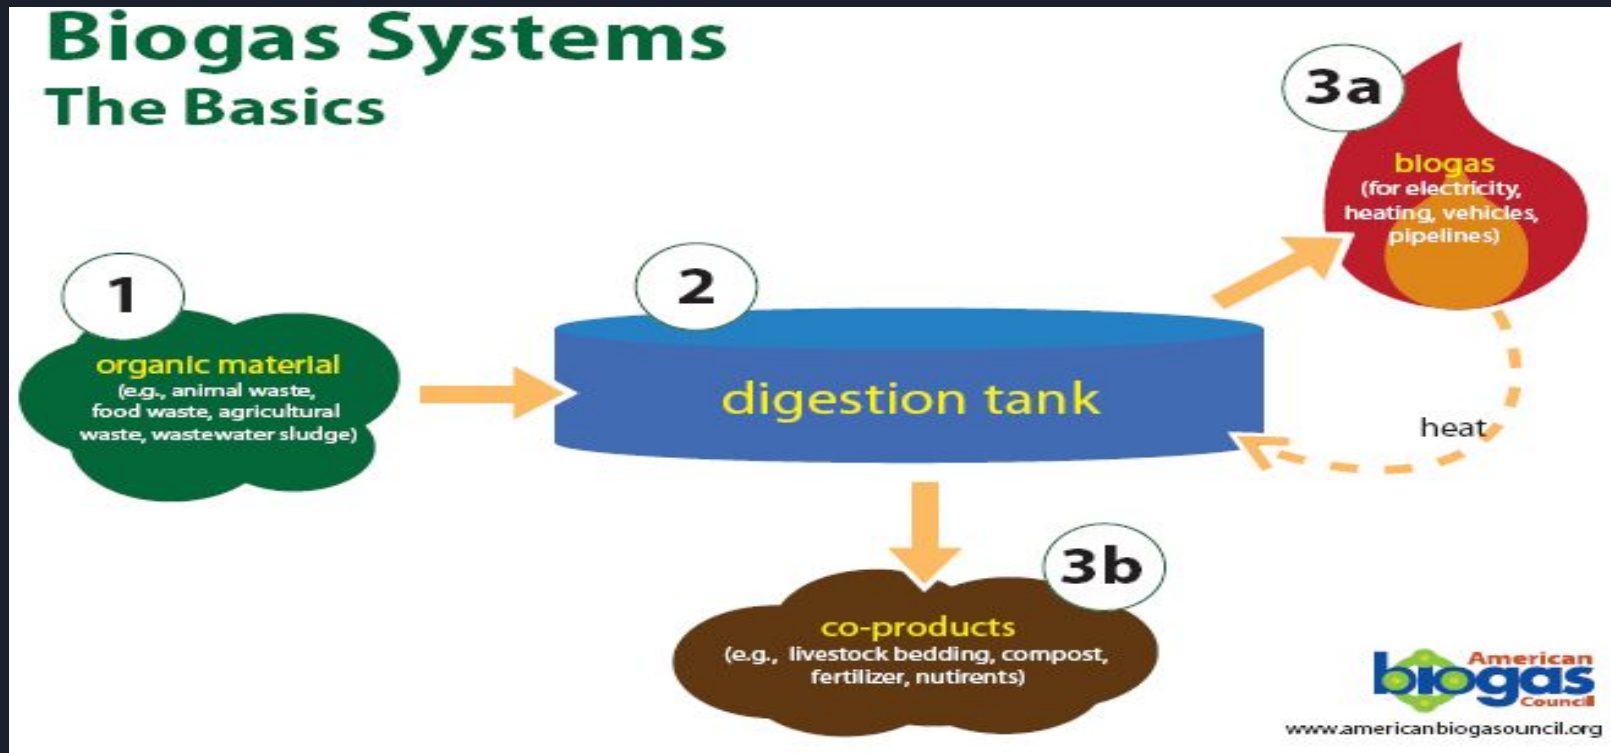 Biogas Systems
The Basics
1
organic material
(e.g., animal waste,
food waste, agricultural
waste, wastewater sludge)
2
digestion tank
3a
biogas
(for electricity,
heating, vehicles,
pipelines)
heat
3b
co-products
(e.g., livestock bedding, compost,
fertilizer, nutirents)
American
biogas
Council
www.americanbiogasouncil.org